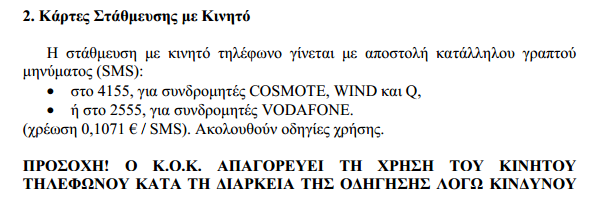 2. Κάρτες Στάθμευσης με Κινητό
Η στάθμευση με κινητό τηλέφωνο γίνεται με αποστολή κατάλληλου γραπτού
μηνύματος (SMS):
• στο 4155, για συνδρομητές COSMOTE, WIND και Q,
• ή στο 2555, για συνδρομητές VODAFONE.
(χρέωση 0,1071 € / SMS). Ακολουθούν οδηγίες χρήσης.
ΠΡΟΣΟΧΗ! Ο Κ.Ο.Κ. ΑΠΑΓΟΡΕΥΕΙ ΤΗ ΧΡΗΣΗ ΤΟΥ ΚΙΝΗΤΟΥ
ΤΗΛΕΦΩΝΟΥ ΚΑΤΑ ΤΗ ΔΙΑΡΚΕΙΑ ΤΗΣ ΟΔΗΓΗΣΗΣ ΛΟΓΩ ΚΙΝΔΥΝΟΥ